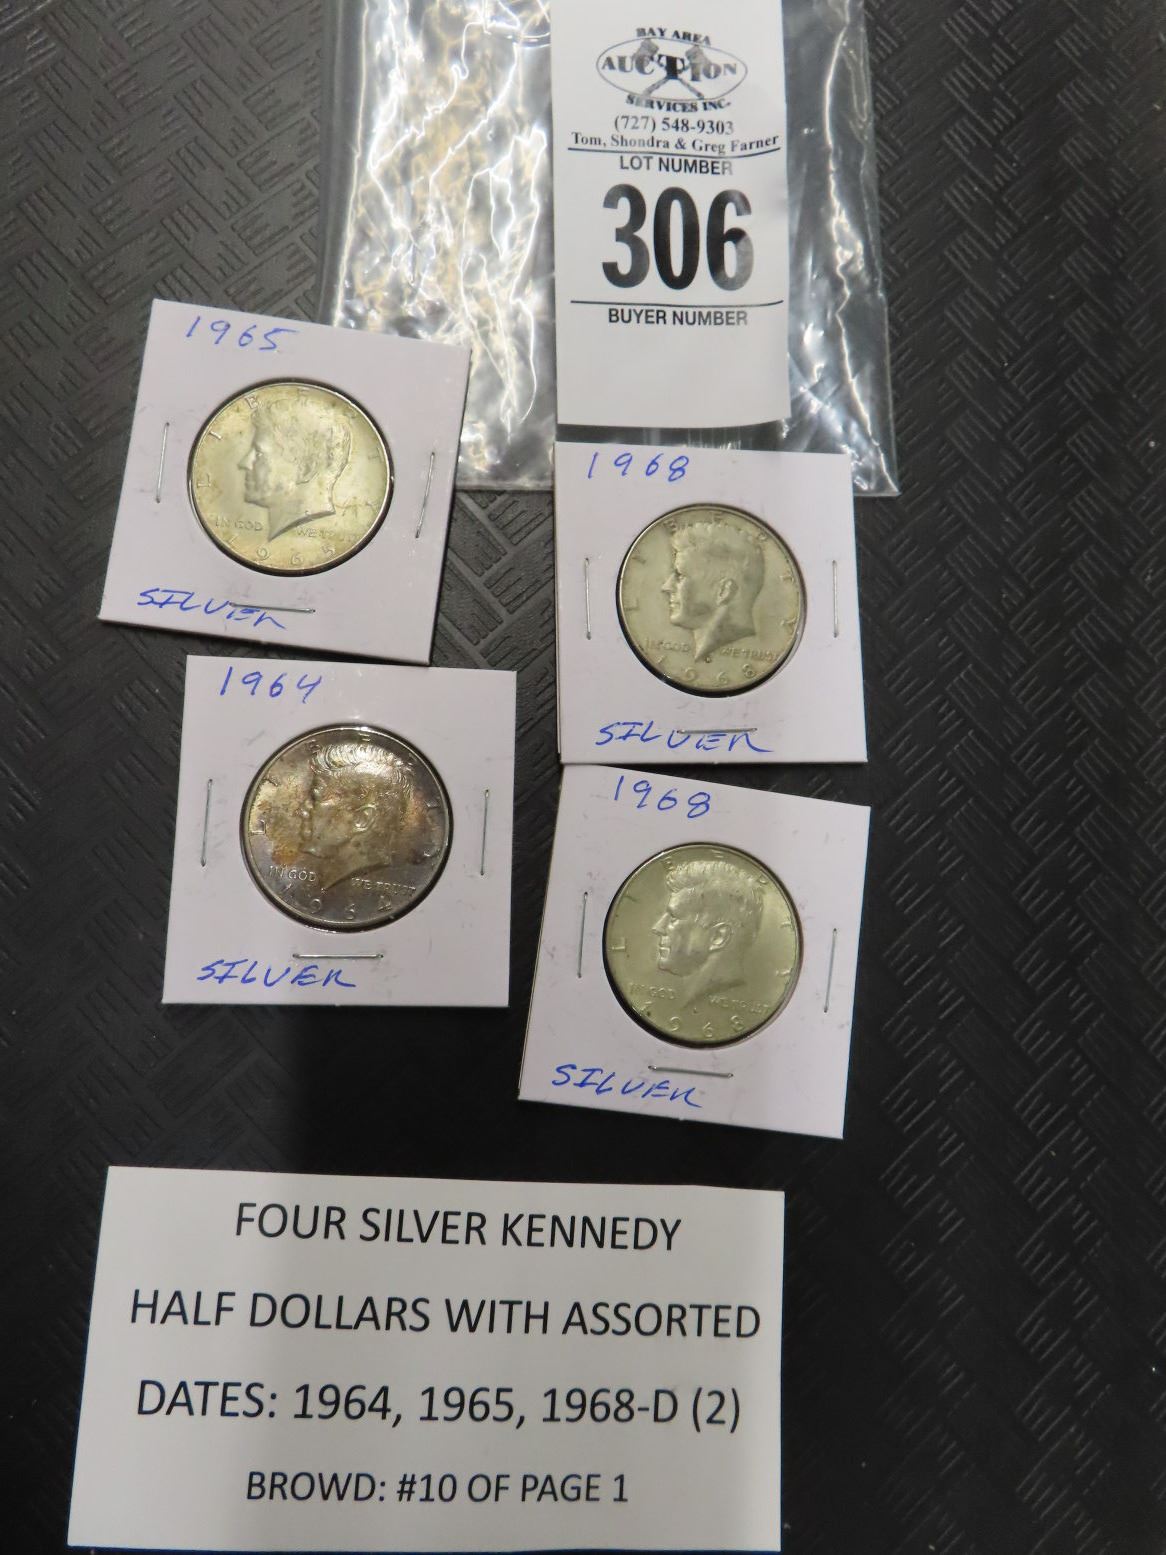 BAY AREA
AUCTION
SERVICES INC.
(727) 548-9303
Tom, Shondra & Greg Farner
LOT NUMBER
306
BUYER NUMBER
1965
LIBERTY
IN GOD WE TRUST
1965
SILVER
1968
LIBERTY
IN GOD WE TRUST
1968
SILVER
1964
LIBERTY
IN GOD WE TRUST
1964
SILVER
1968
LIBERTY
IN GOD WE TRUST
1968
SILVER
FOUR SILVER KENNEDY
HALF DOLLARS WITH ASSORTED
DATES: 1964, 1965, 1968-D (2)
BROWD: #10 OF PAGE 1